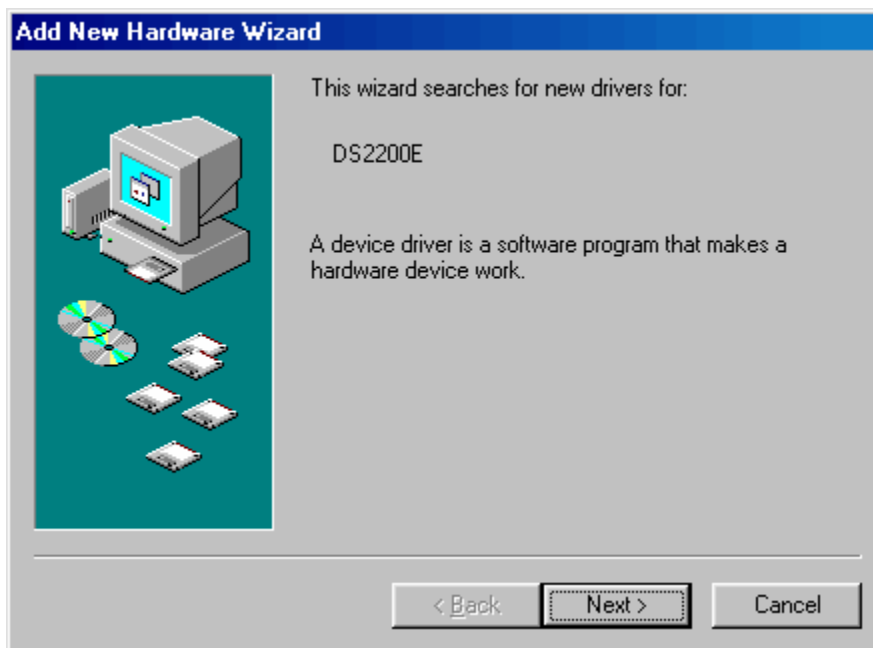 Add New Hardware Wizard
This wizard searches for new drivers for:
DS2200E
A device driver is a software program that makes a
hardware device work.
< Back
Next >
Cancel